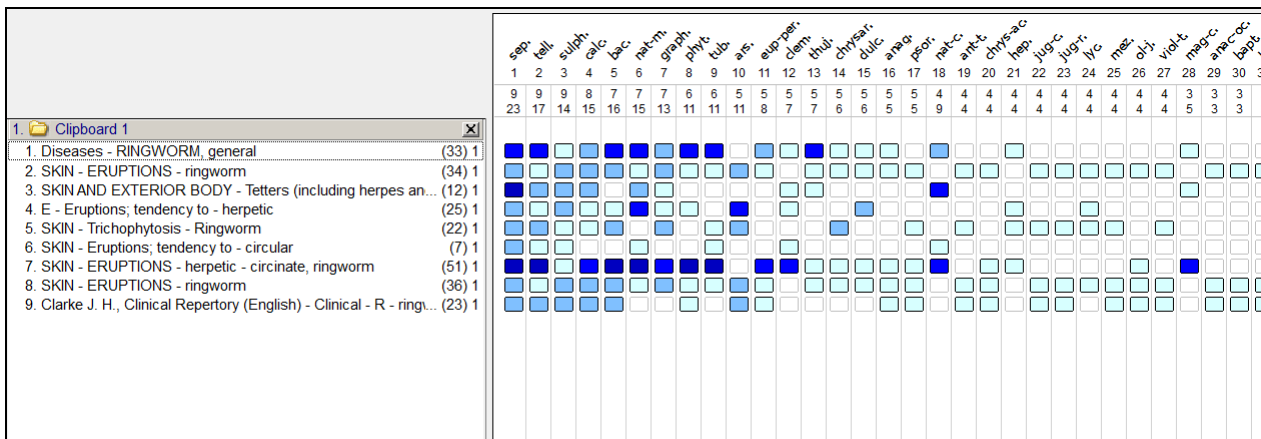 sep. tell. sulph. calc. bac. nat-m. graph. phyt. tub. ars. eup-per. clem. thuj. chrysar. dulc. anag. psor. nat-c. ant-t. chrys-ac. hep. jug-c. jug-r. lyc. mez. ol-j. viol-t. mag-c. anac-oc. bapt.
1 2 3 4 5 6 7 8 9 10 11 12 13 14 15 16 17 18 19 20 21 22 23 24 25 26 27 28 29 30
9 9 9 8 7 7 7 6 6 5 5 5 5 5 5 5 5 4 4 4 4 4 4 4 4 4 4 3 3 3
23 17 14 15 16 15 13 11 11 11 8 7 7 6 6 5 5 9 4 4 4 4 4 4 4 4 4 5 3 3
1. Clipboard 1 X
1. Diseases - RINGWORM, general (33) 1
2. SKIN - ERUPTIONS - ringworm (34) 1
3. SKIN AND EXTERIOR BODY - Tetters (including herpes an... (12) 1
4. E - Eruptions; tendency to - herpetic (25) 1
5. SKIN - Trichophytosis - Ringworm (22) 1
6. SKIN - Eruptions; tendency to - circular (7) 1
7. SKIN - ERUPTIONS - herpetic - circinate, ringworm (51) 1
8. SKIN - ERUPTIONS - ringworm (36) 1
9. Clarke J. H., Clinical Repertory (English) - Clinical - R - ring... (23) 1